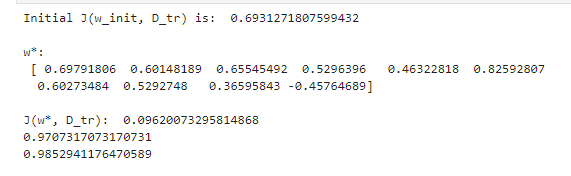 Initial J(w_init, D_tr) is:  0.6931271807599432
w*:
[ 0.69791806  0.60148189  0.65545492  0.5296396   0.46322818  0.82592807
0.60273484  0.5292748   0.36595843 -0.45764689]
J(w*, D_tr):  0.09620073295814868
0.9707317073170731
0.9852941176470589